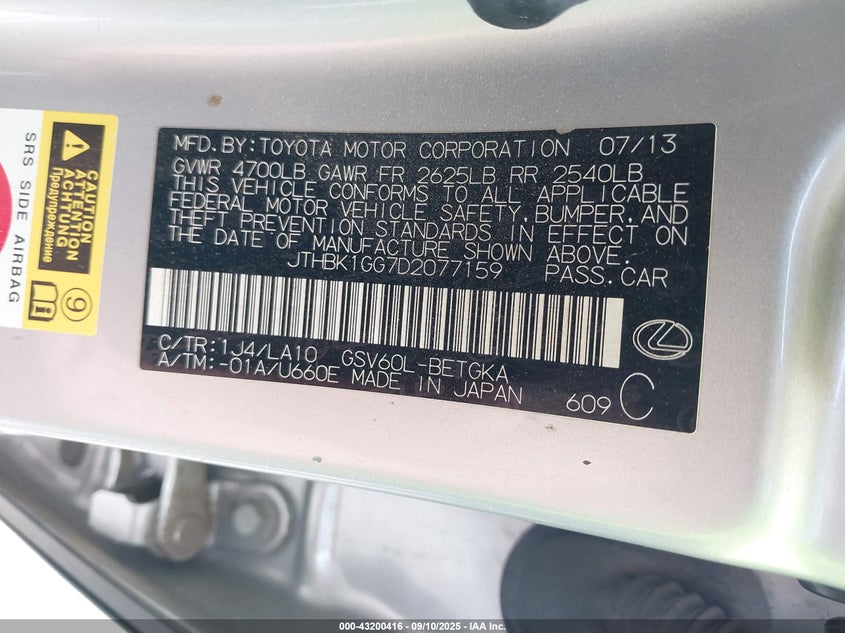 MFD.BY:TOYOTA MOTOR CORPORATION 07/13
GVWR 4700LB GAWR FR 2625LB RR 2540LB
THIS VEHICLE CONFORMS TO ALL APPLICABLE
FEDERAL MOTOR VEHICLE SAFETY,BUMPER,AND
THEFT PREVENTION STANDARDS IN EFFECT ON
THE DATE OF MANUFACTURE SHOWN ABOVE.
JTHBK1GG7D2077159 PASS.CAR
C/TR:1J4/LA10 GSV60L-BETGKA
A/TM:-01A/U660E MADE IN JAPAN 609 C
CAUTION
ATTENTION
ACHTUNG
Предупреждение
9
SRS SIDE AIRBAG
000-43200416 - 09/10/2025 - IAA Inc.